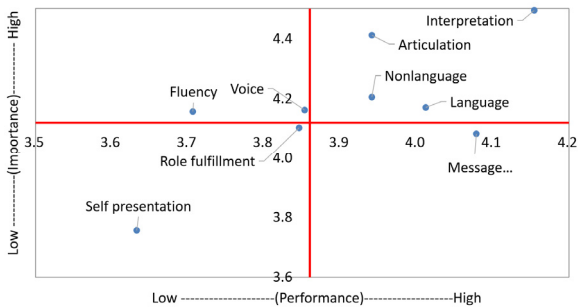 Low -----------(Importance)---------- High
4.4
4.2
4.0
3.8
3.6
3.5
3.6
3.7
3.8
3.9
4.0
4.1
4.2
Interpretation
Articulation
Nonlanguage
Language
Message...
Voice
Fluency
Role fulfillment
Self presentation
Low --------------------(Performance)--------------------High